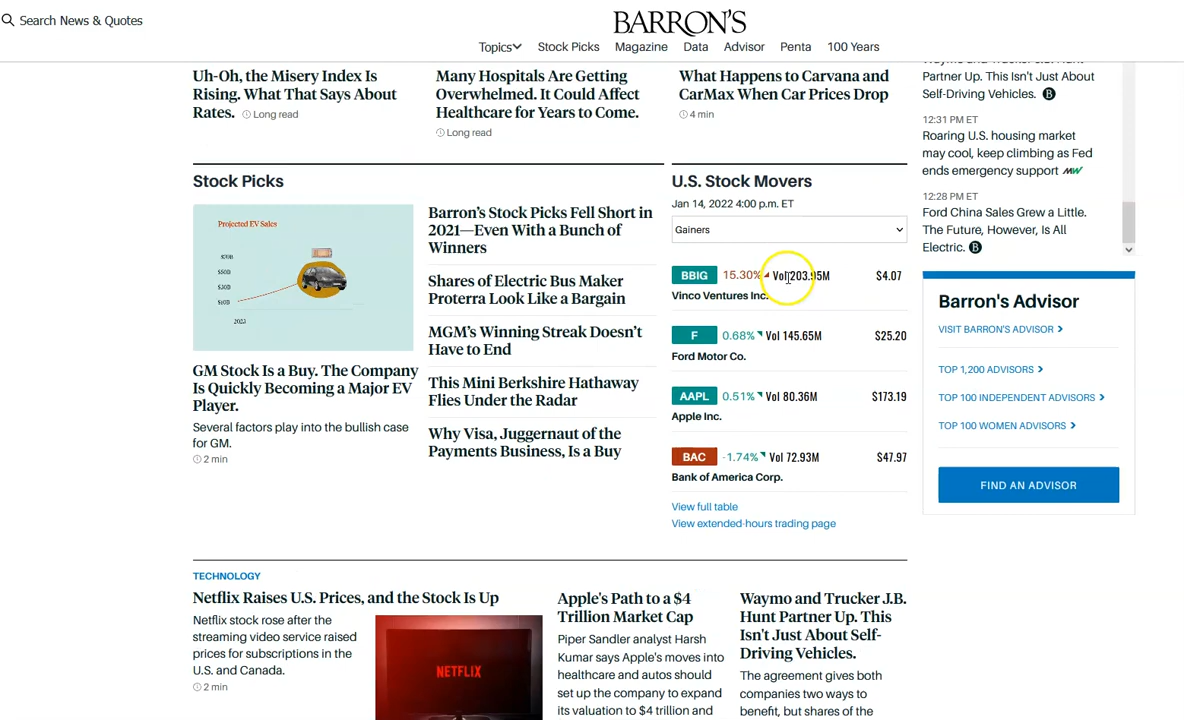 Search News & Quotes
BARRON'S
Topics
Stock Picks
Magazine
Data
Advisor
Penta
100 Years
Uh-Oh, the Misery Index Is
Rising. What That Says About
Rates. Long read
Many Hospitals Are Getting
Overwhelmed. It Could Affect
Healthcare for Years to Come.
Long read
What Happens to Carvana and
CarMax When Car Prices Drop
4 min
Partner Up. This Isn't Just About
Self-Driving Vehicles. B
12:31 PM ET
Roaring U.S. housing market
may cool, keep climbing as Fed
ends emergency support MW
12:28 PM ET
Ford China Sales Grew a Little.
The Future, However, Is All
Electric. B
Stock Picks
Projected EV Sales
$50B
$30B
$10B
GM Stock Is a Buy. The Company
Is Quickly Becoming a Major EV
Player.
Several factors play into the bullish case
for GM.
2 min
Barron's Stock Picks Fell Short in
2021—Even With a Bunch of
Winners
Shares of Electric Bus Maker
Proterra Look Like a Bargain
MGM's Winning Streak Doesn't
Have to End
This Mini Berkshire Hathaway
Flies Under the Radar
Why Visa, Juggernaut of the
Payments Business, Is a Buy
U.S. Stock Movers
Jan 14, 2022 4:00 p.m. ET
Gainers
BBIG 15.30% Vol 203.95M $4.07
Vinco Ventures Inc.
F 0.68% Vol 145.65M $25.20
Ford Motor Co.
AAPL 0.51% Vol 80.36M $173.19
Apple Inc.
BAC -1.74% Vol 72.93M $47.97
Bank of America Corp.
View full table
View extended-hours trading page
Barron's Advisor
VISIT BARRON'S ADVISOR
TOP 1,200 ADVISORS
TOP 100 INDEPENDENT ADVISORS
TOP 100 WOMEN ADVISORS
FIND AN ADVISOR
TECHNOLOGY
Netflix Raises U.S. Prices, and the Stock Is Up
Netflix stock rose after the
streaming video service raised
prices for subscriptions in the
U.S. and Canada.
2 min
NETFLIX
Apple's Path to a $4
Trillion Market Cap
Piper Sandler analyst Harsh
Kumar says Apple's moves into
healthcare and autos should
set up the company to expand
its valuation to $4 trillion and
Waymo and Trucker J.B.
Hunt Partner Up. This
Isn't Just About Self-
Driving Vehicles.
The agreement gives both
companies two ways to
benefit, but shares of the